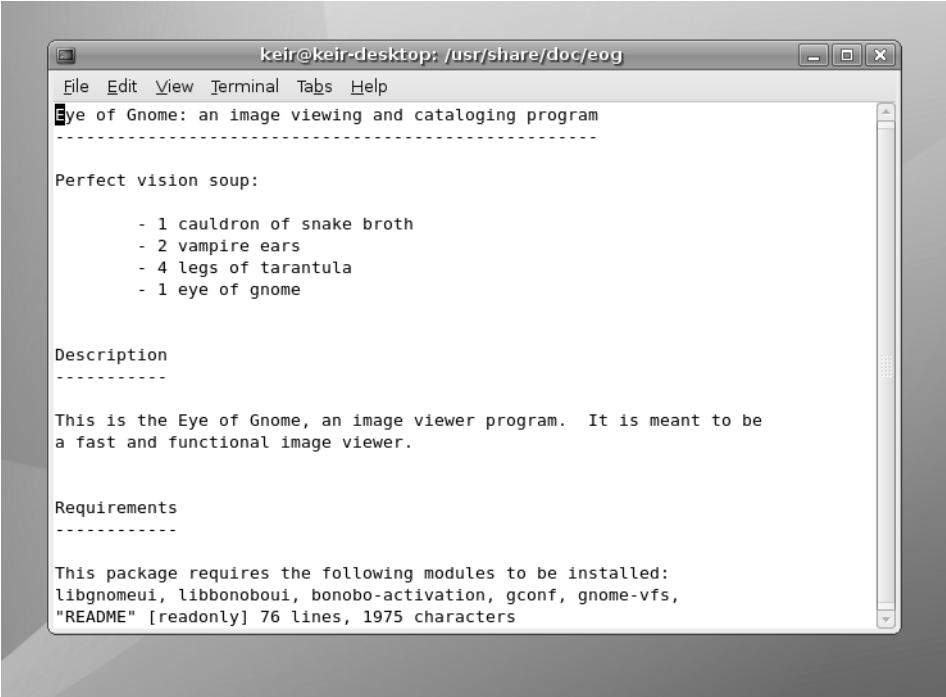 keir@keir-desktop: /usr/share/doc/eog
File Edit View Terminal Tabs Help
Eye of Gnome: an image viewing and cataloging program
-----------------------------------------------------
Perfect vision soup:
- 1 cauldron of snake broth
- 2 vampire ears
- 4 legs of tarantula
- 1 eye of gnome
Description
-----------
This is the Eye of Gnome, an image viewer program.  It is meant to be
a fast and functional image viewer.
Requirements
------------
This package requires the following modules to be installed:
libgnomeui, libbonoboui, bonobo-activation, gconf, gnome-vfs,
"README" [readonly] 76 lines, 1975 characters